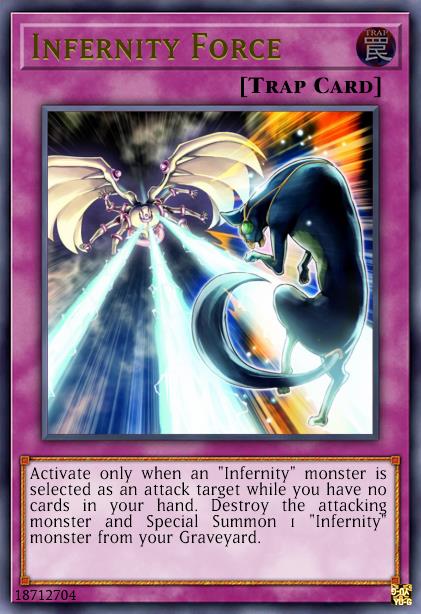 Infernity Force
TRAP
罠
[Trap Card]
Activate only when an "Infernity" monster is
selected as an attack target while you have no
cards in your hand. Destroy the attacking
monster and Special Summon 1 "Infernity"
monster from your Graveyard.
18712704